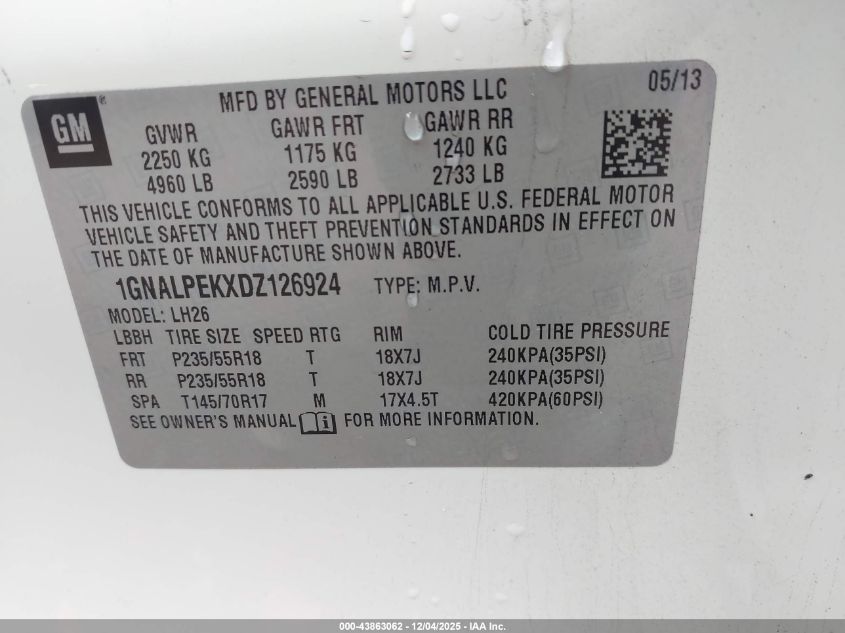 GM®
MFD BY GENERAL MOTORS LLC
05/13
GVWR GAWR FRT GAWR RR
2250 KG 1175 KG 1240 KG
4960 LB 2590 LB 2733 LB
THIS VEHICLE CONFORMS TO ALL APPLICABLE U.S. FEDERAL MOTOR
VEHICLE SAFETY AND THEFT PREVENTION STANDARDS IN EFFECT ON
THE DATE OF MANUFACTURE SHOWN ABOVE.
1GNALPEKXDZ126924 TYPE: M.P.V.
MODEL: LH26
LBBH TIRE SIZE SPEED RTG RIM COLD TIRE PRESSURE
FRT P235/55R18 T 18X7J 240KPA(35PSI)
RR P235/55R18 T 18X7J 240KPA(35PSI)
SPA T145/70R17 M 17X4.5T 420KPA(60PSI)
SEE OWNER'S MANUAL i FOR MORE INFORMATION.
000-43863062 - 12/04/2025 - IAA Inc.